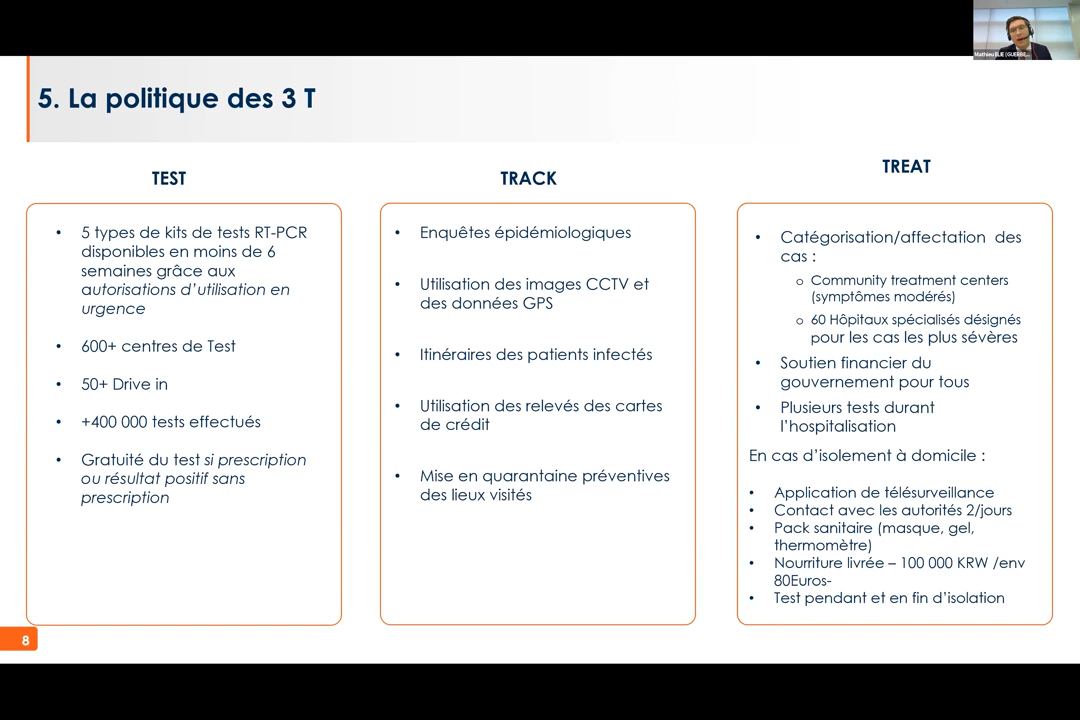 Mathieu ELIE (GUERBE...
5. La politique des 3 T
TEST
5 types de kits de tests RT-PCR
disponibles en moins de 6
semaines grâce aux
autorisations d’utilisation en
urgence
600+ centres de Test
50+ Drive in
+400 000 tests effectués
Gratuité du test si prescription
ou résultat positif sans
prescription
TRACK
Enquêtes épidémiologiques
Utilisation des images CCTV et
des données GPS
Itinéraires des patients infectés
Utilisation des relevés des cartes
de crédit
Mise en quarantaine préventives
des lieux visités
TREAT
Catégorisation/affectation des
cas :
Community treatment centers
(symptômes modérés)
60 Hôpitaux spécialisés désignés
pour les cas les plus sévères
Soutien financier du
gouvernement pour tous
Plusieurs tests durant
l’hospitalisation
En cas d’isolement à domicile :
Application de télésurveillance
Contact avec les autorités 2/jours
Pack sanitaire (masque, gel,
thermomètre)
Nourriture livrée – 100 000 KRW /env
80Euros-
Test pendant et en fin d’isolation
8